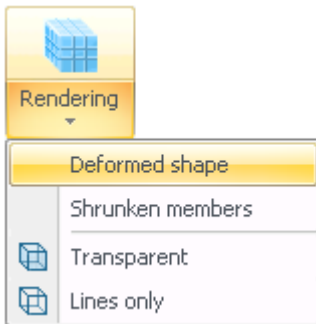 Rendering
Deformed shape
Shrunken members
Transparent
Lines only